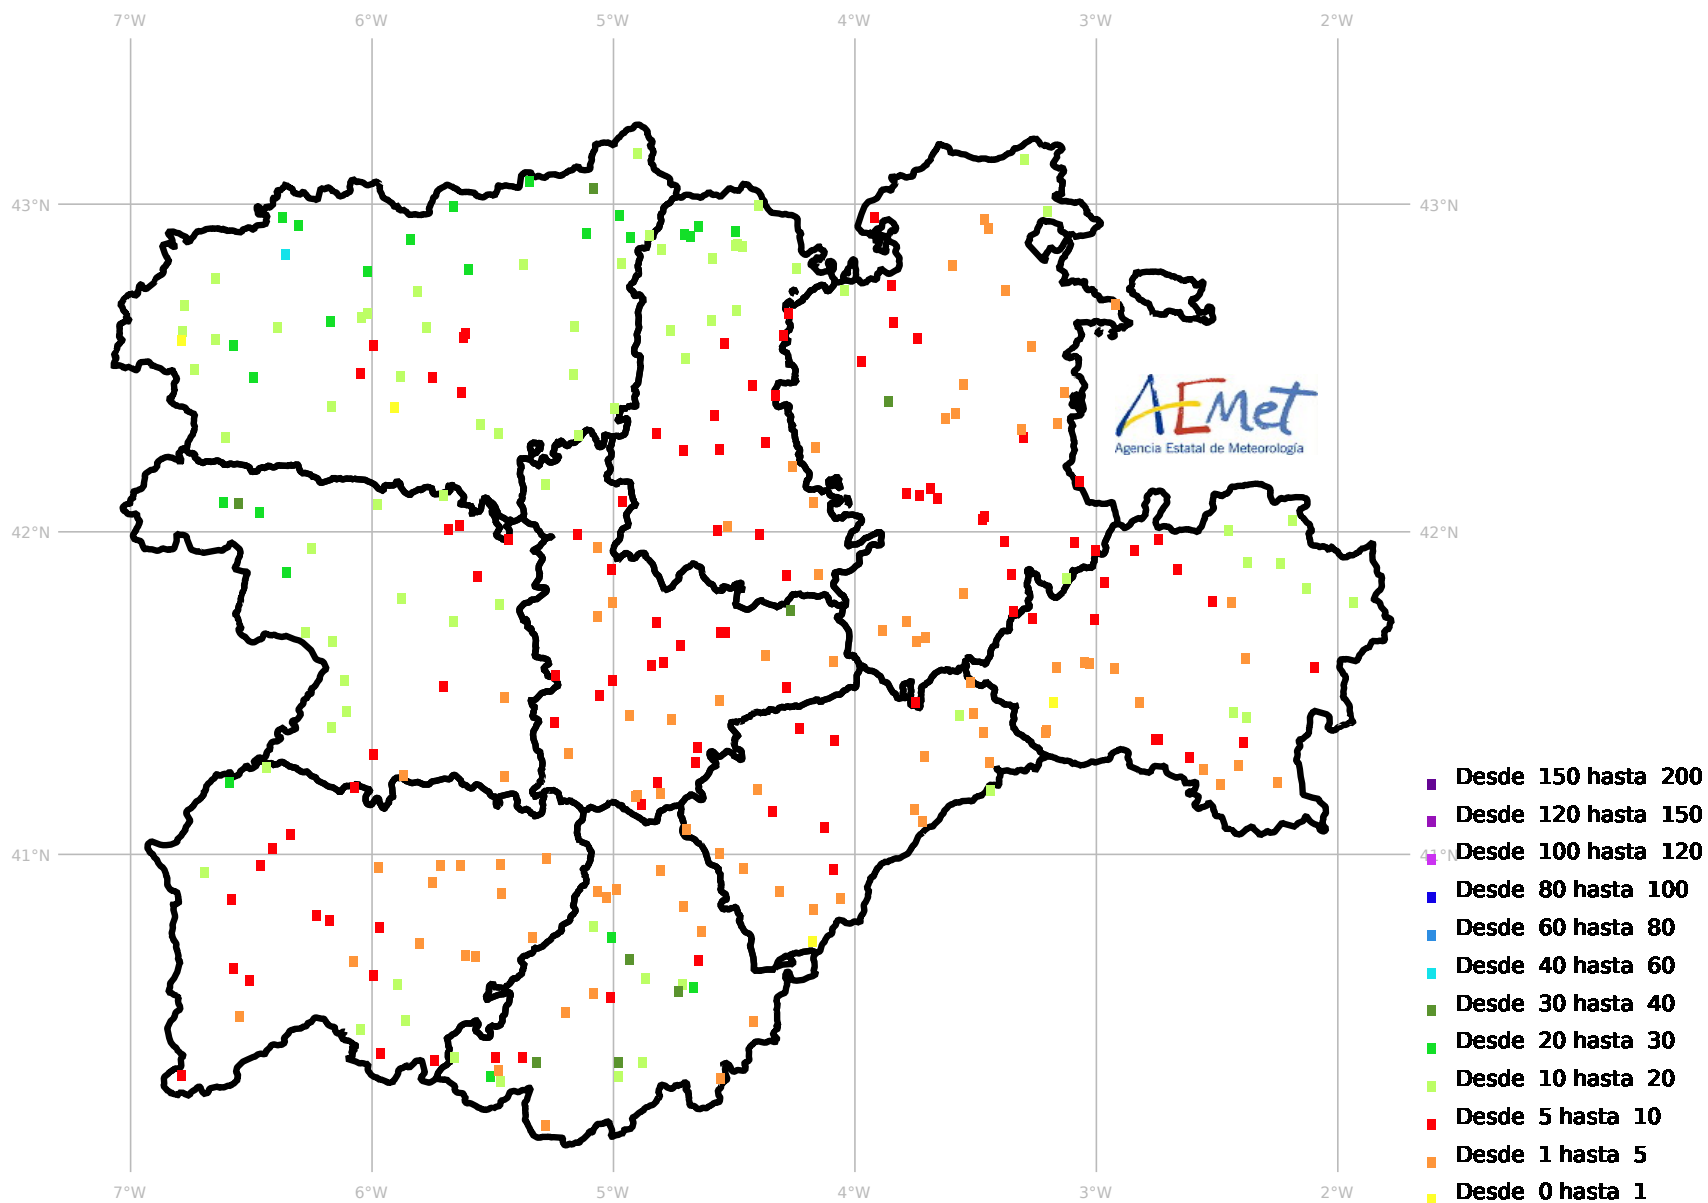 7°W 6°W 5°W 4°W 3°W 2°W
43°N 43°N
AEMet
Agencia Estatal de Meteorología
42°N 42°N
Desde 150 hasta 200
Desde 120 hasta 150
41°N Desde 100 hasta 120 41°N
Desde 80 hasta 100
Desde 60 hasta 80
Desde 40 hasta 60
Desde 30 hasta 40
Desde 20 hasta 30
Desde 10 hasta 20
Desde 5 hasta 10
Desde 1 hasta 5
Desde 0 hasta 1
7°W 6°W 5°W 4°W 3°W 2°W